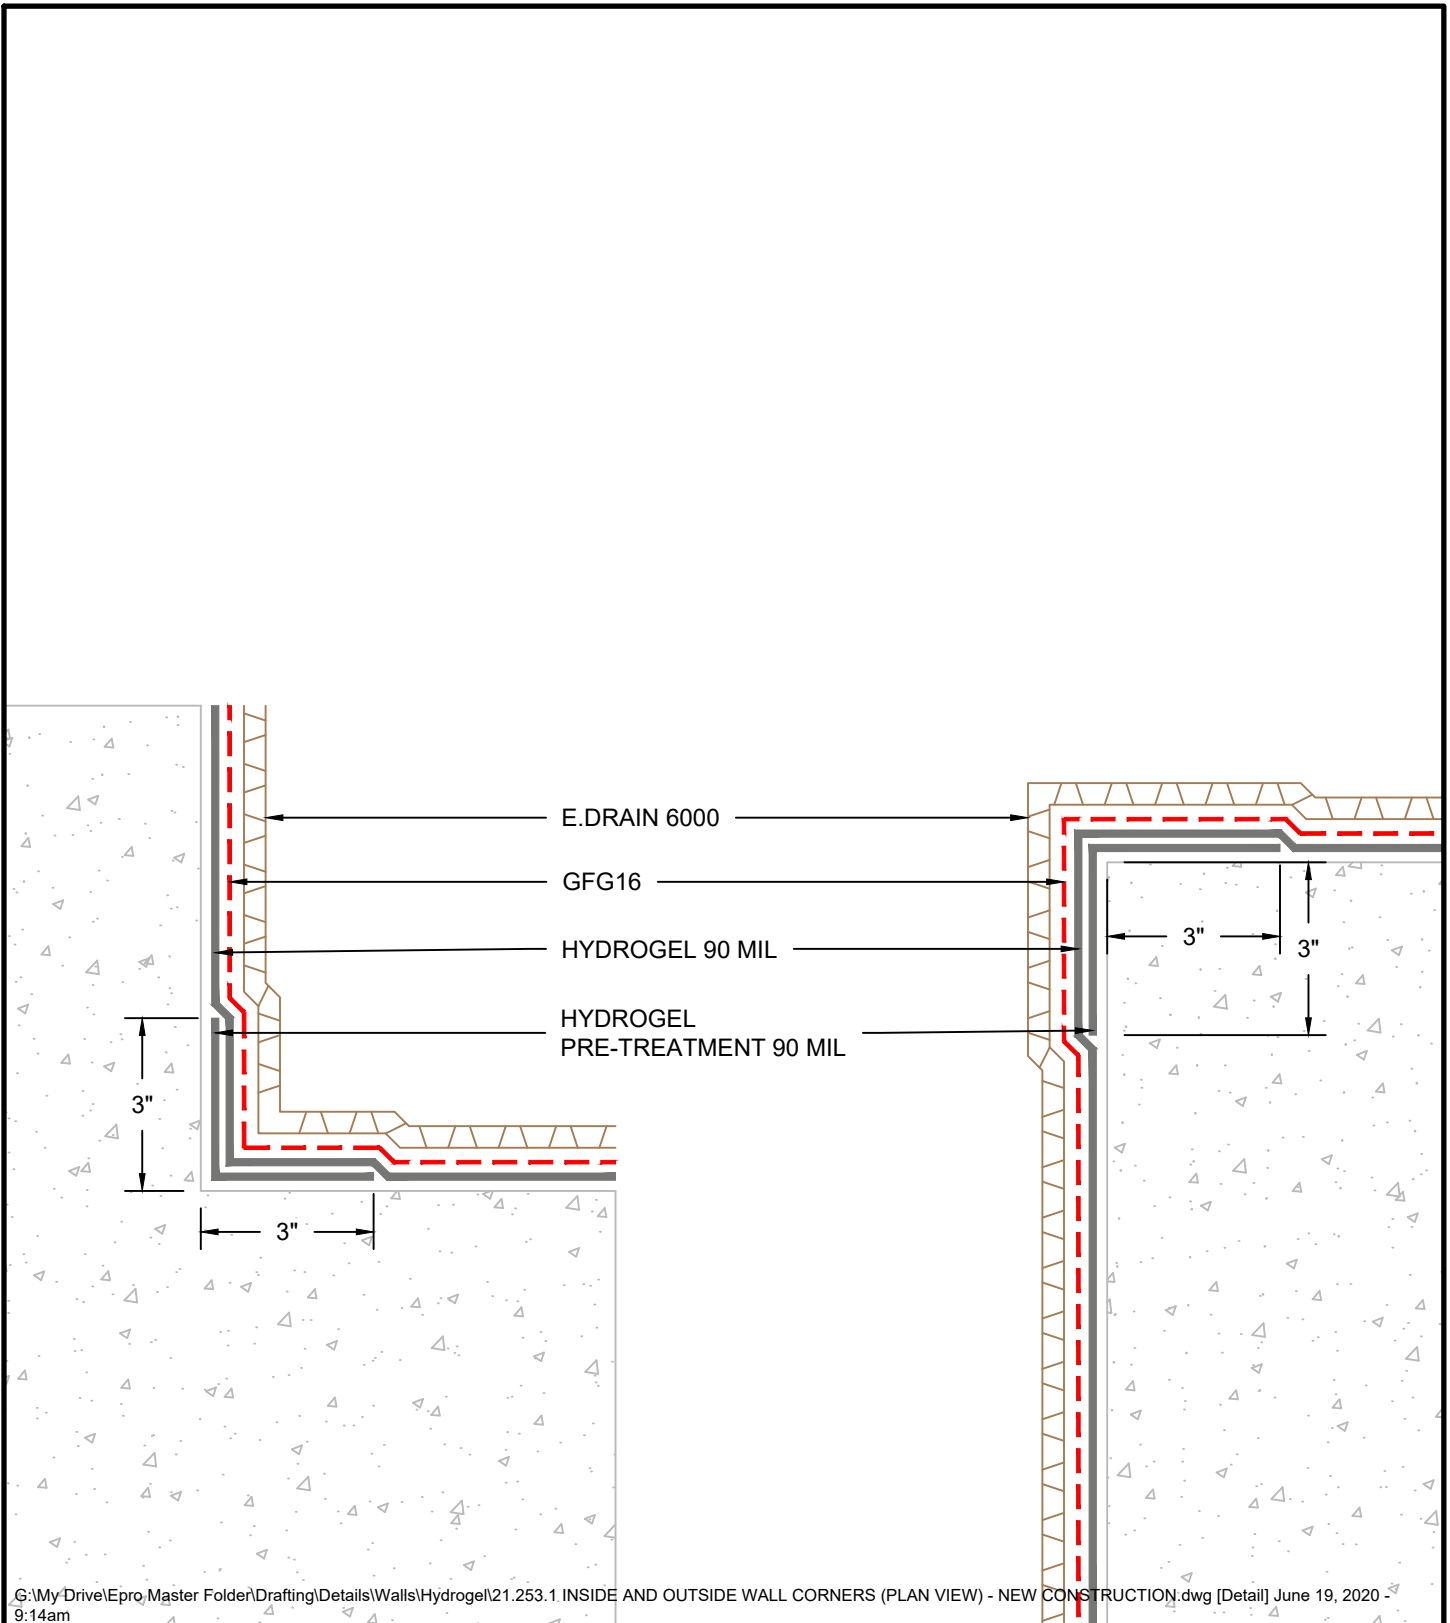 E.DRAIN 6000
GFG16
HYDROGEL 90 MIL
3"
3"
HYDROGEL
PRE-TREATMENT 90 MIL
3"
3"
G:\My Drive\Epro Master Folder\Drafting\Details\Walls\Hydrogel\21.253.1 INSIDE AND OUTSIDE WALL CORNERS (PLAN VIEW) - NEW CONSTRUCTION.dwg [Detail] June 19, 2020 -
9:14am